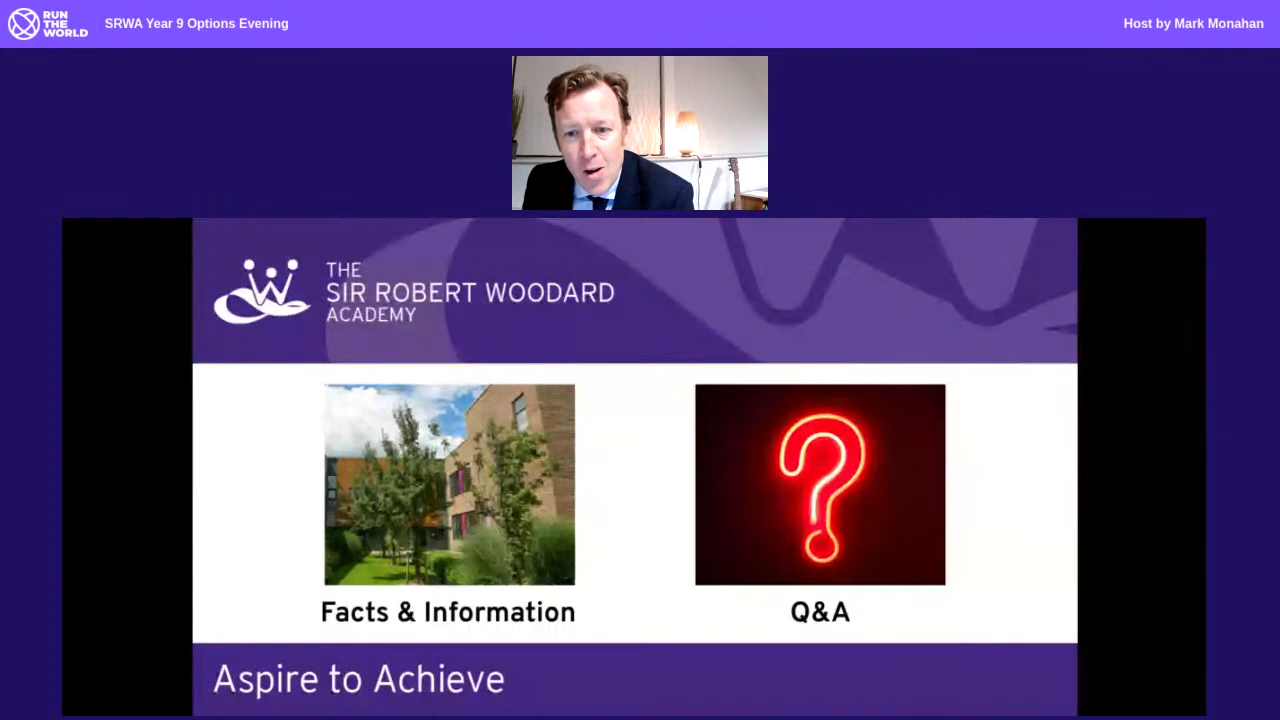 RUN
THE
WORLD
SRWA Year 9 Options Evening
Host by Mark Monahan
THE
SIR ROBERT WOODARD
ACADEMY
Facts & Information
Q&A
Aspire to Achieve